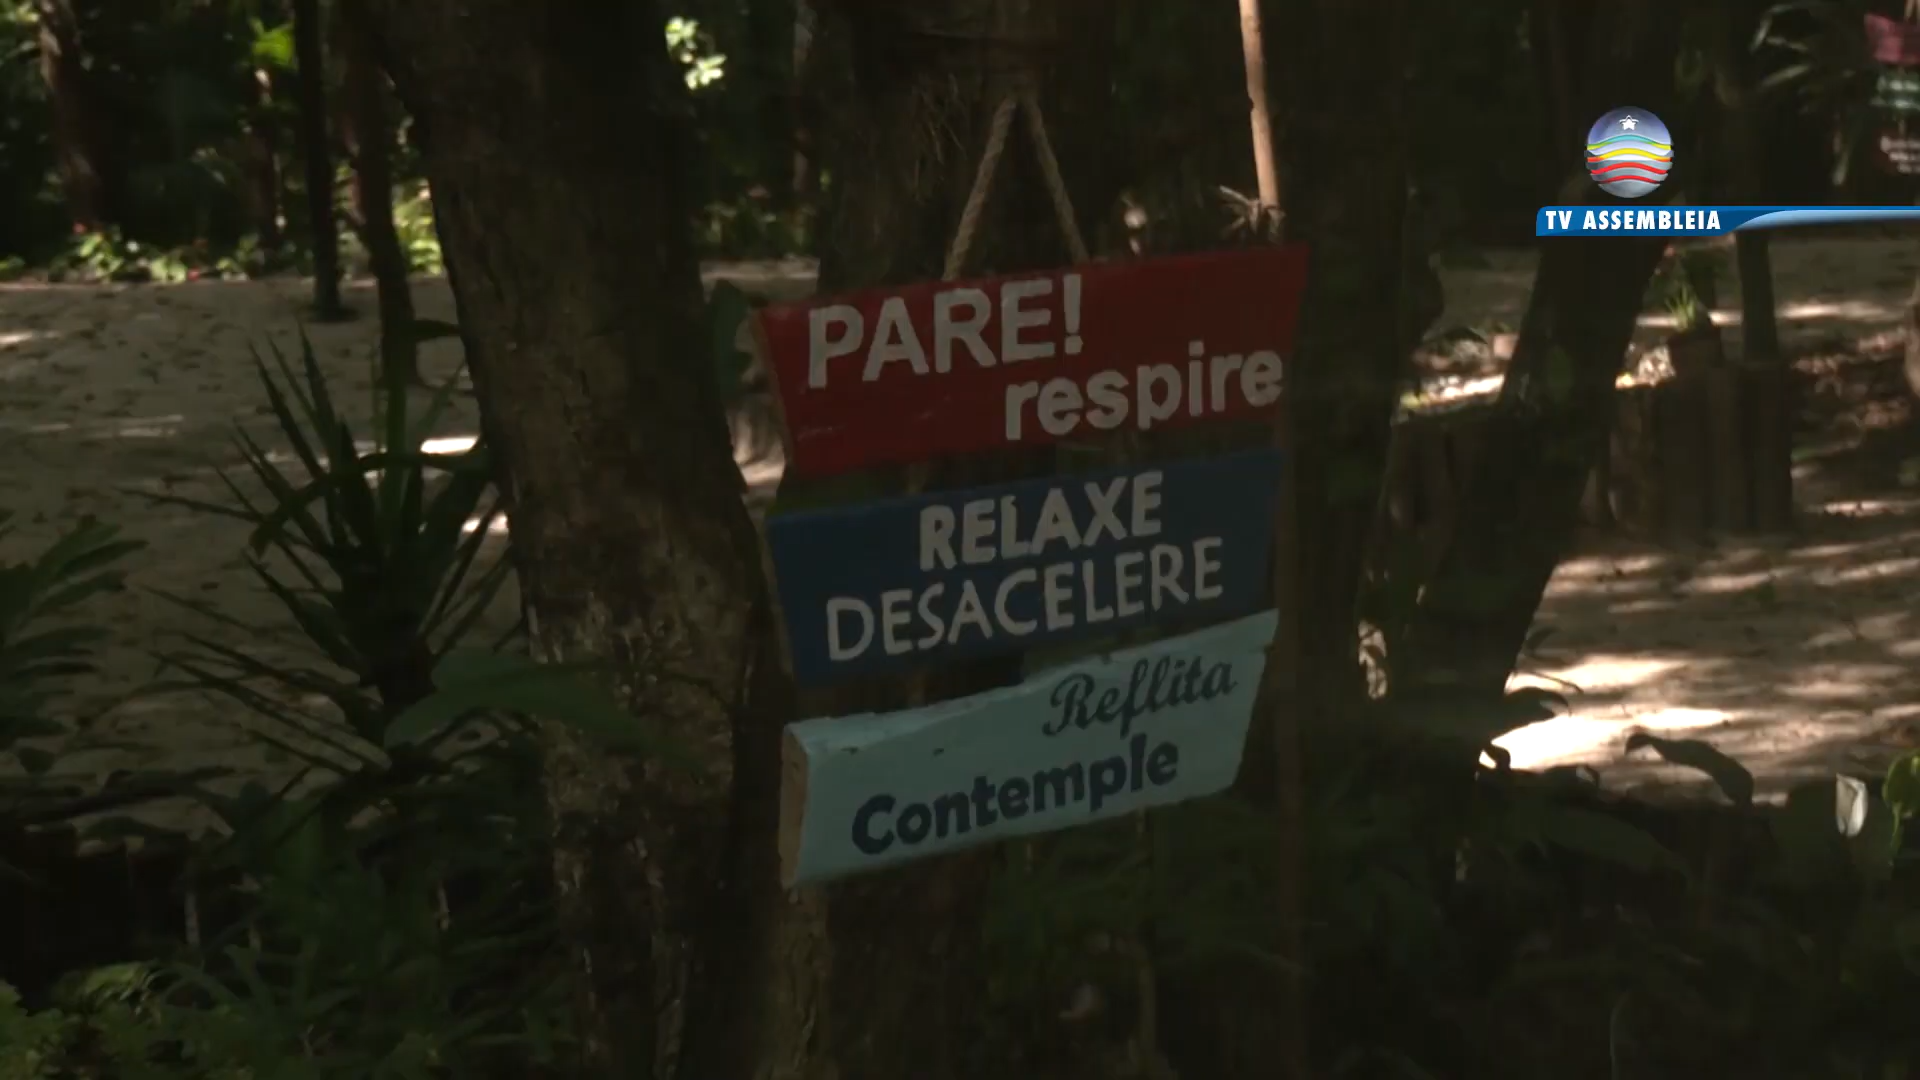 TV ASSEMBLEIA
PARE!
respire
RELAXE
DESACELERE
Reflita
Contemple